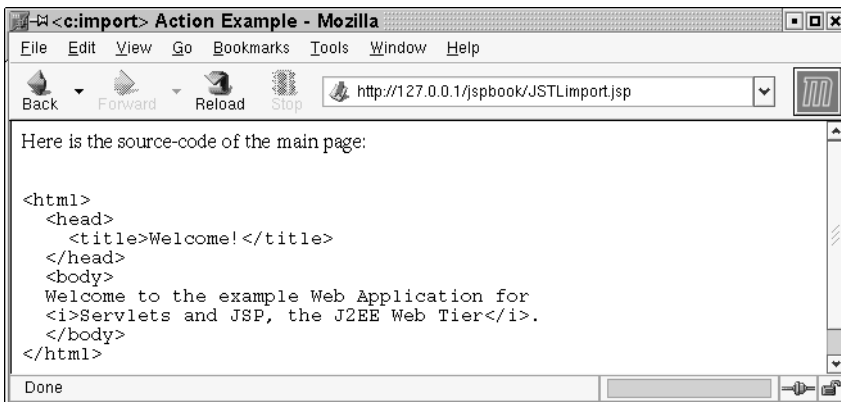 <c:import> Action Example - Mozilla
File Edit View Go Bookmarks Tools Window Help
Back Forward Reload Stop http://127.0.0.1/jspbook/JSTLimport.jsp
Here is the source-code of the main page:
<html>
<head>
<title>Welcome!</title>
</head>
<body>
Welcome to the example Web Application for
<i>Servlets and JSP, the J2EE Web Tier</i>.
</body>
</html>
Done